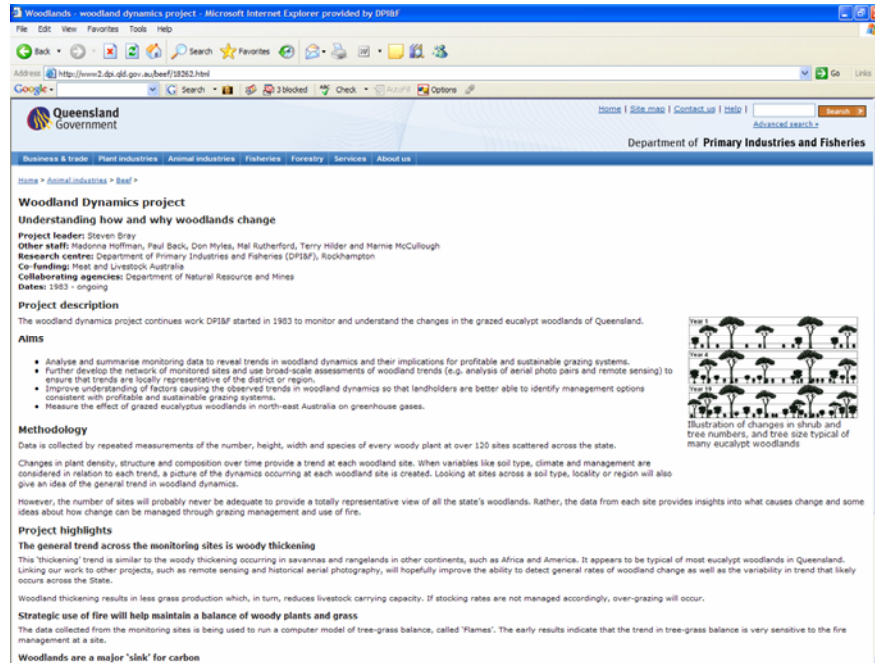 Woodlands - woodland dynamics project - Microsoft Internet Explorer provided by DPI&F
File Edit View Favorites Tools Help
Back Search Favorites
Address http://www2.dpi.qld.gov.au/beef/18262.html Go Links
Google Search 3 blocked Check AutoFill Options
Queensland Government
Home | Site map | Contact us | Help | Search
Advanced search »
Department of Primary Industries and Fisheries
Business & trade Plant industries Animal industries Fisheries Forestry Services About us
Home > Animal industries > Beef >
Woodland Dynamics project
Understanding how and why woodlands change
Project leader: Steven Bray
Other staff: Madonna Hoffman, Paul Back, Don Myles, Mal Rutherford, Terry Hilder and Marnie McCullough
Research centre: Department of Primary Industries and Fisheries (DPI&F), Rockhampton
Co-funding: Meat and Livestock Australia
Collaborating agencies: Department of Natural Resource and Mines
Dates: 1983 - ongoing
Project description
The woodland dynamics project continues work DPI&F started in 1983 to monitor and understand the changes in the grazed eucalypt woodlands of Queensland.
Aims
• Analyse and summarise monitoring data to reveal trends in woodland dynamics and their implications for profitable and sustainable grazing systems.
• Further develop the network of monitored sites and use broad-scale assessments of woodland trends (e.g. analysis of aerial photo pairs and remote sensing) to
ensure that trends are locally representative of the district or region.
• Improve understanding of factors causing the observed trends in woodland dynamics so that landholders are better able to identify management options
consistent with profitable and sustainable grazing systems.
• Measure the effect of grazed eucalyptus woodlands in north-east Australia on greenhouse gases.
Year 1
Year 4
Year 19
Illustration of changes in shrub and
tree numbers, and tree size typical of
many eucalypt woodlands
Methodology
Data is collected by repeated measurements of the number, height, width and species of every woody plant at over 120 sites scattered across the state.
Changes in plant density, structure and composition over time provide a trend at each woodland site. When variables like soil type, climate and management are
considered in relation to each trend, a picture of the dynamics occurring at each woodland site is created. Looking at sites across a soil type, locality or region will also
give an idea of the general trend in woodland dynamics.
However, the number of sites will probably never be adequate to provide a totally representative view of all the state's woodlands. Rather, the data from each site provides insights into what causes change and some
ideas about how change can be managed through grazing management and use of fire.
Project highlights
The general trend across the monitoring sites is woody thickening
This 'thickening' trend is similar to the woody thickening occurring in savannas and rangelands in other continents, such as Africa and America. It appears to be typical of most eucalypt woodlands in Queensland.
Linking our work to other projects, such as remote sensing and historical aerial photography, will hopefully improve the ability to detect general rates of woodland change as well as the variability in trend that likely
occurs across the State.
Woodland thickening results in less grass production which, in turn, reduces livestock carrying capacity. If stocking rates are not managed accordingly, over-grazing will occur.
Strategic use of fire will help maintain a balance of woody plants and grass
The data collected from the monitoring sites is being used to run a computer model of tree-grass balance, called 'Flames'. The early results indicate that the trend in tree-grass balance is very sensitive to the fire
management at a site.
Woodlands are a major 'sink' for carbon